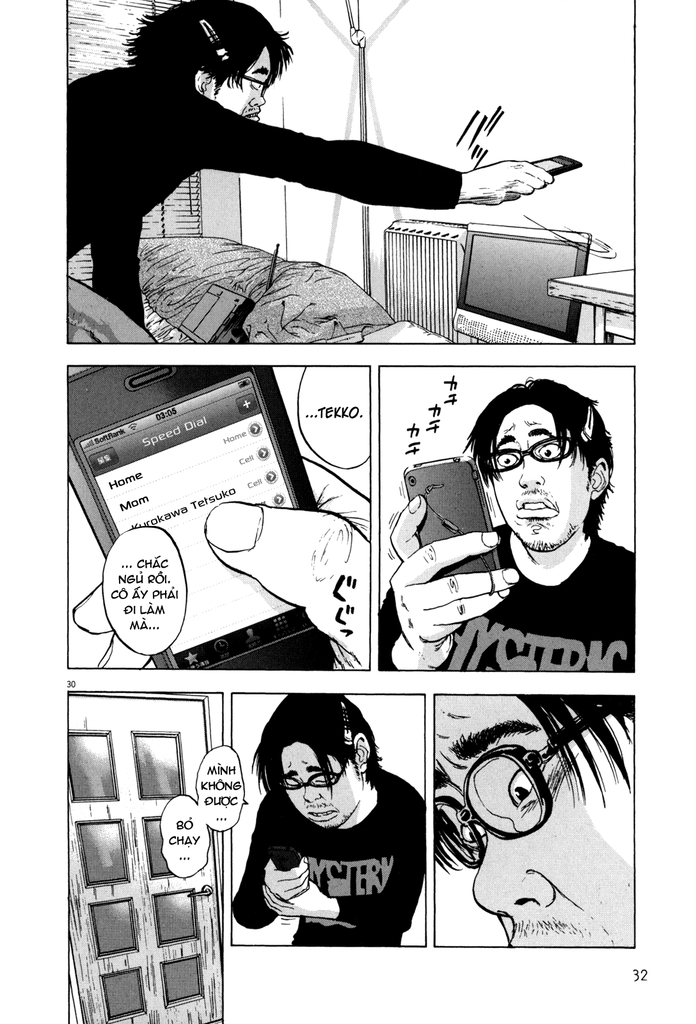 ...TEKKO.
SoftBank
03:05
Speed Dial
+
Home
Home
Mom
Cell
Kurokawa Tetsuko
Cell
... CHẮC
NGỦ RỒI.
CÔ ẤY PHẢI
ĐI LÀM
MÀ...
ぐ
ぐっ
カチ
カチ
カチ
MYSTERY
30
MÌNH
KHÔNG
ĐƯỢC
...
BỎ
CHẠY
...
MYSTERY
32